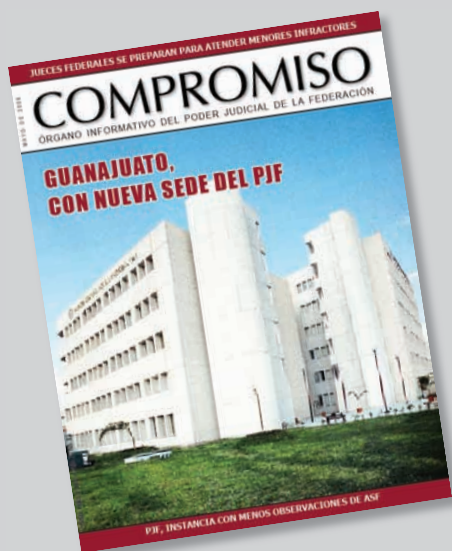 JUECES FEDERALES SE PREPARAN PARA ATENDER MENORES INFRACTORES
COMPROMISO
ÓRGANO INFORMATIVO DEL PODER JUDICIAL DE LA FEDERACIÓN
GUANAJUATO,
CON NUEVA SEDE DEL PJF
PJF, INSTANCIA CON MENOS OBSERVACIONES DE ASF